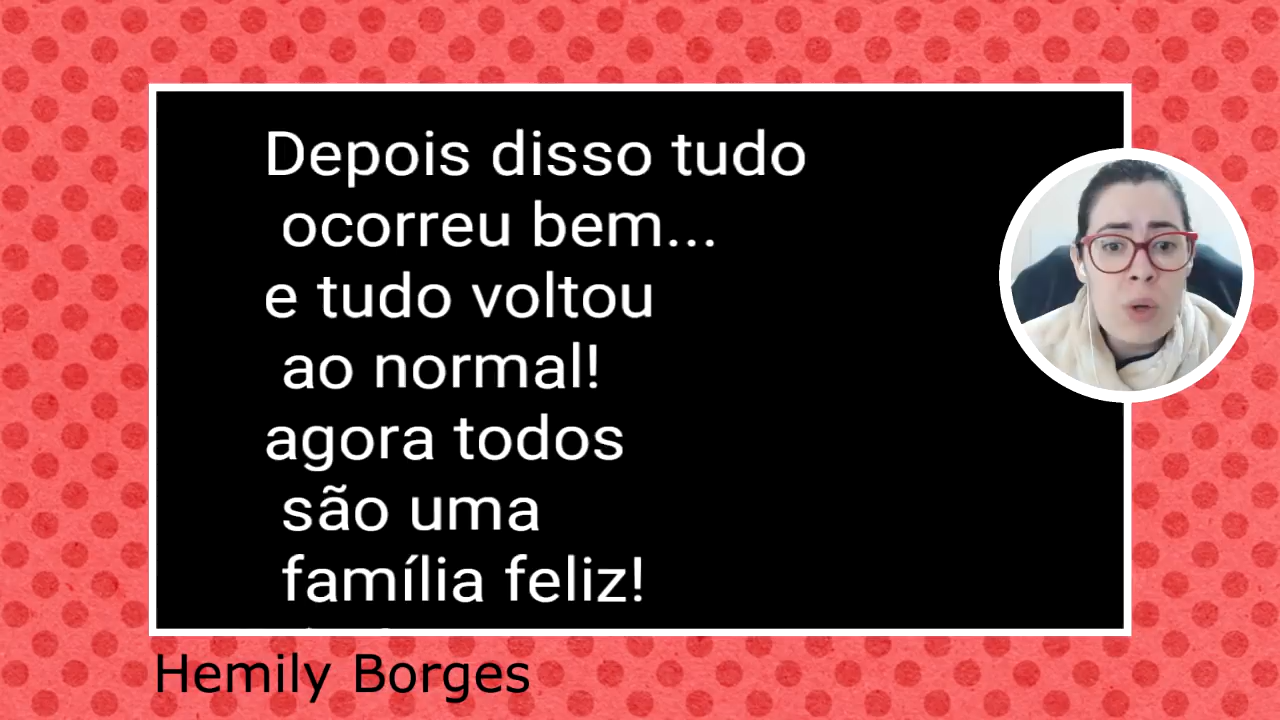 Depois disso tudo
ocorreu bem...
e tudo voltou
ao normal!
agora todos
são uma
família feliz!
Hemily Borges